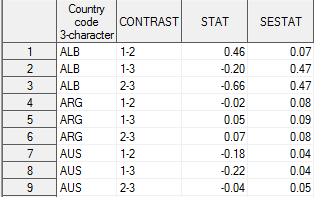 Country
code
3-character CONTRAST STAT SESTAT
1 ALB 1-2 0.46 0.07
2 ALB 1-3 -0.20 0.47
3 ALB 2-3 -0.66 0.47
4 ARG 1-2 -0.02 0.08
5 ARG 1-3 0.05 0.09
6 ARG 2-3 0.07 0.08
7 AUS 1-2 -0.18 0.04
8 AUS 1-3 -0.22 0.04
9 AUS 2-3 -0.04 0.05